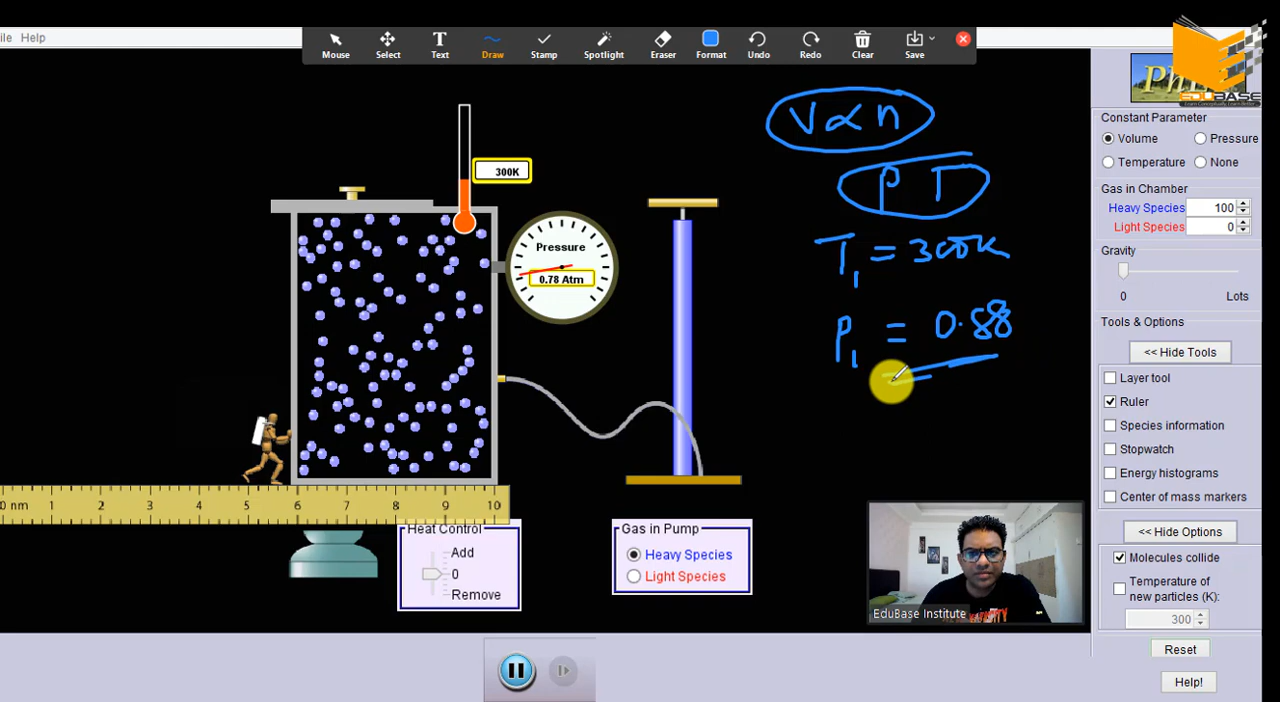 ile Help
Mouse Select Text Draw Stamp Spotlight Eraser Format Undo Redo Clear Save
EDUBASE
Learn Conceptually Learn Better
V ∝ n
P T
T₁ = 300K
P₁ = 0.88
300K
Pressure
0.78 Atm
0 nm 1 2 3 4 5 6 7 8 9 10
Heat Control
Add
0
Remove
Gas in Pump
Heavy Species
Light Species
EduBase Institute
Constant Parameter
Volume Pressure
Temperature None
Gas in Chamber
Heavy Species 100
Light Species 0
Gravity
0 Lots
Tools & Options
<< Hide Tools
Layer tool
Ruler
Species information
Stopwatch
Energy histograms
Center of mass markers
<< Hide Options
Molecules collide
Temperature of
new particles (K):
300
Reset
Help!